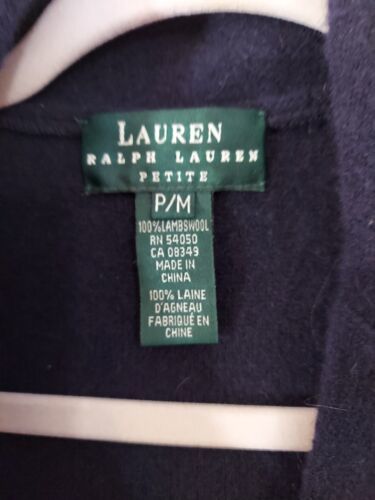 LAUREN
RALPH LAUREN
PETITE
P/M
100% LAMBSWOOL
RN 54050
CA 08349
MADE IN
CHINA
100% LAINE
D'AGNEAU
FABRIQUÉ EN
CHINE